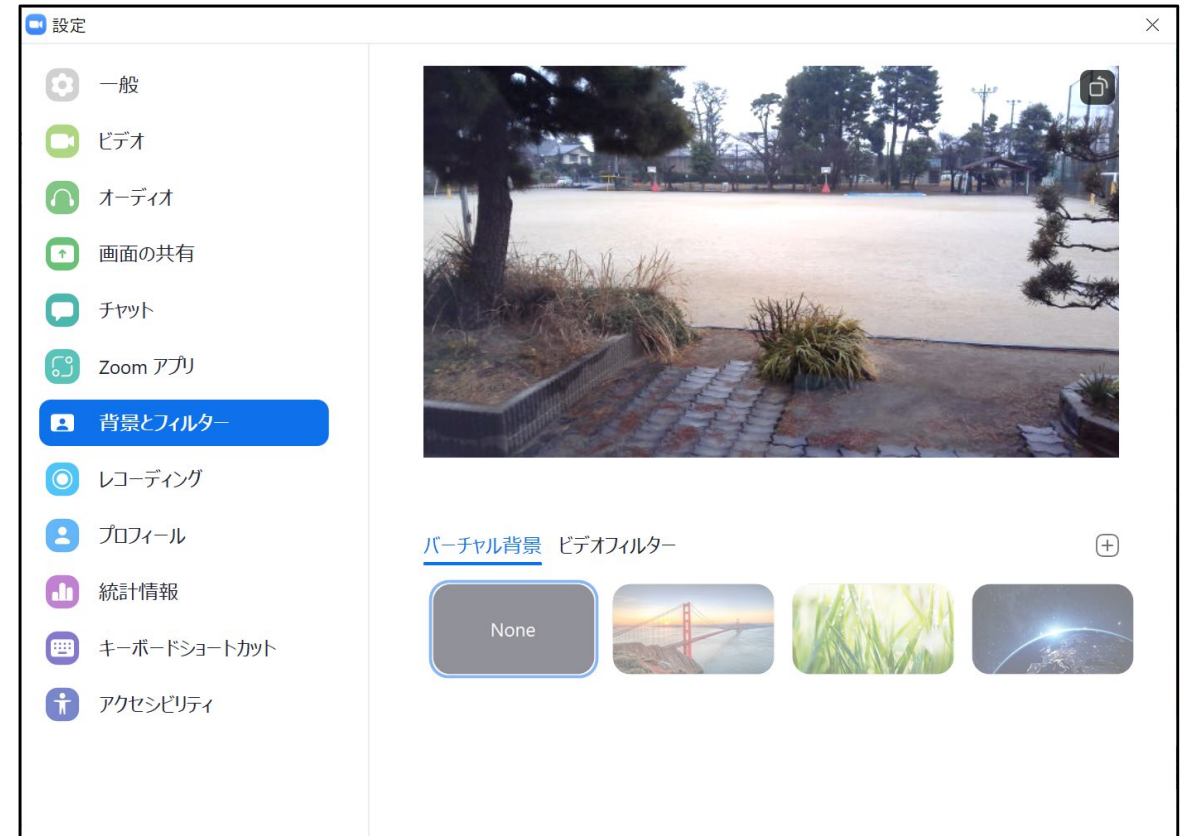 設定
一般
ビデオ
オーディオ
画面の共有
チャット
Zoom アプリ
背景とフィルター
レコーディング
プロフィール
統計情報
キーボードショートカット
アクセシビリティ
バーチャル背景 ビデオフィルター
None